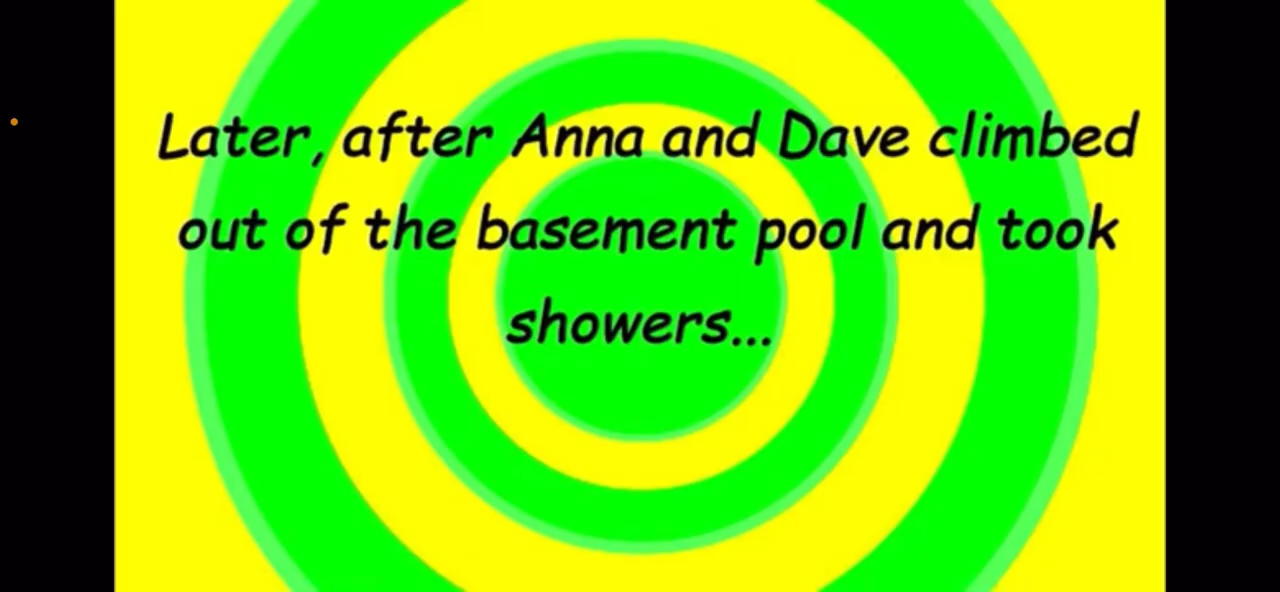 Later, after Anna and Dave climbed
out of the basement pool and took
showers...